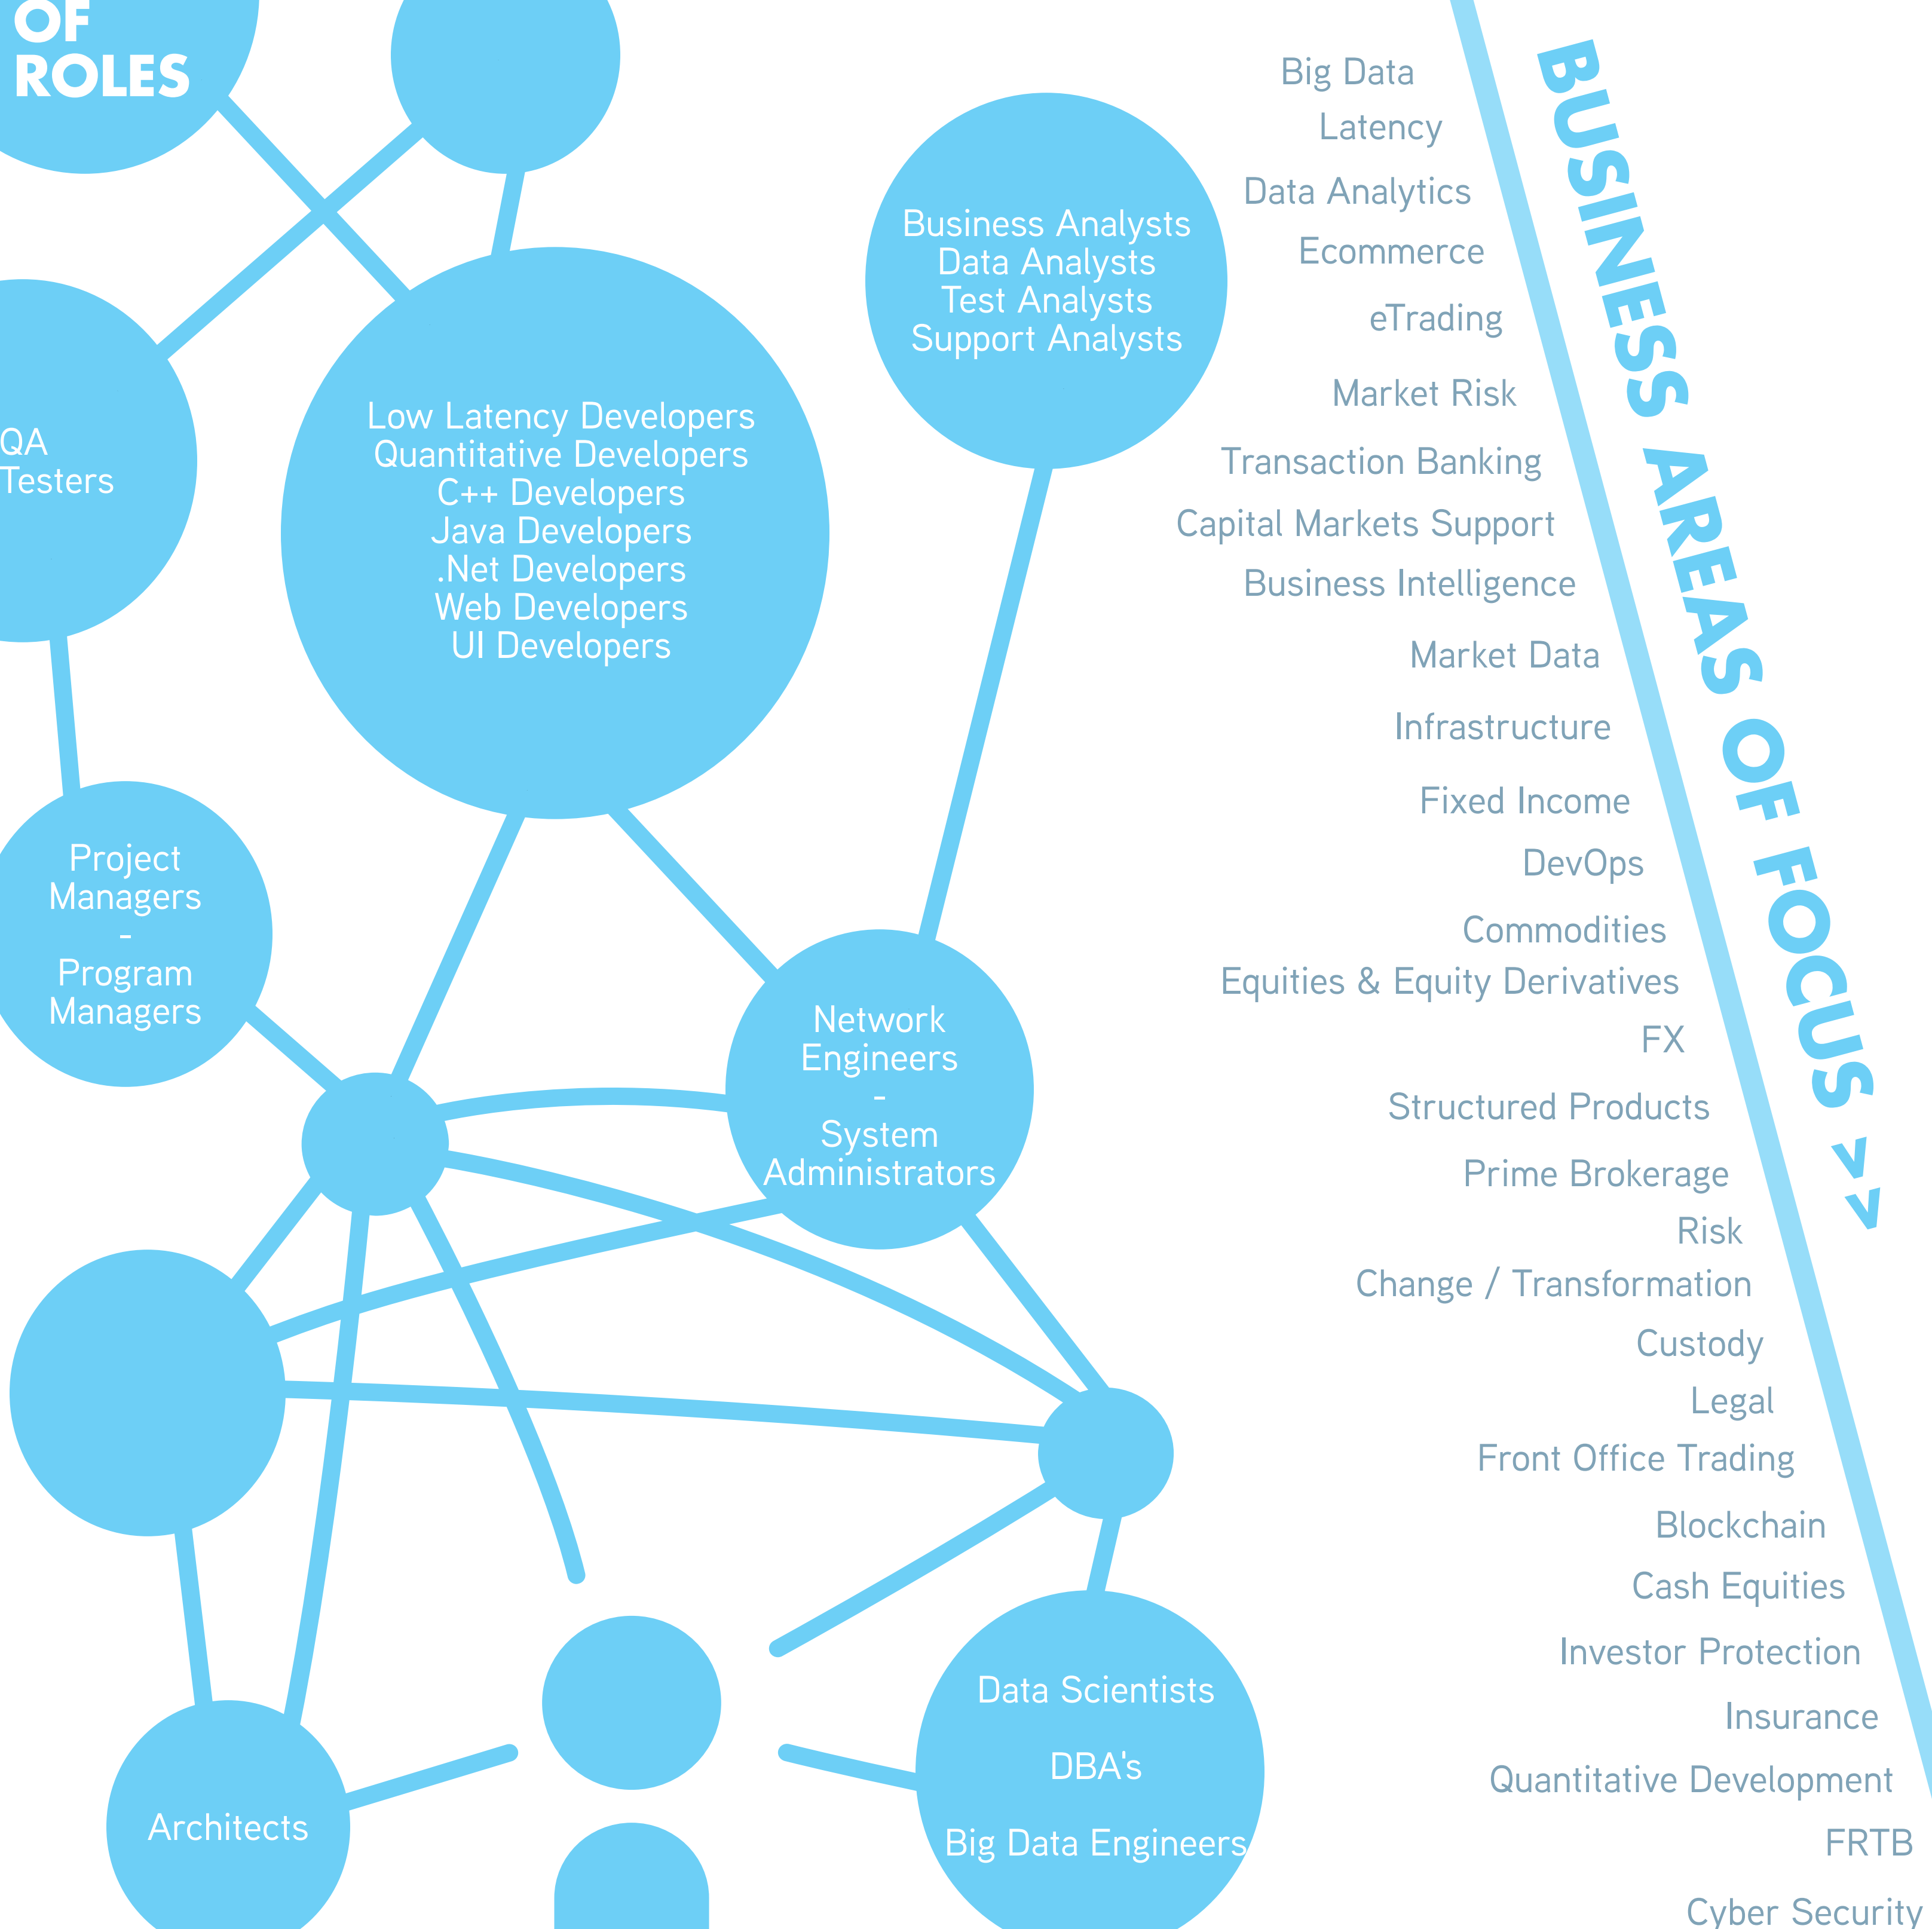 OF
ROLES
QA
Testers
Low Latency Developers
Quantitative Developers
C++ Developers
Java Developers
.Net Developers
Web Developers
UI Developers
Business Analysts
Data Analysts
Test Analysts
Support Analysts
Project
Managers
-
Program
Managers
Network
Engineers
-
System
Administrators
Architects
Data Scientists
DBA's
Big Data Engineers
Big Data
Latency
Data Analytics
Ecommerce
eTrading
Market Risk
Transaction Banking
Capital Markets Support
Business Intelligence
Market Data
Infrastructure
Fixed Income
DevOps
Commodities
Equities & Equity Derivatives
FX
Structured Products
Prime Brokerage
Risk
Change / Transformation
Custody
Legal
Front Office Trading
Blockchain
Cash Equities
Investor Protection
Insurance
Quantitative Development
FRTB
Cyber Security
BUSINESS AREAS OF FOCUS >>